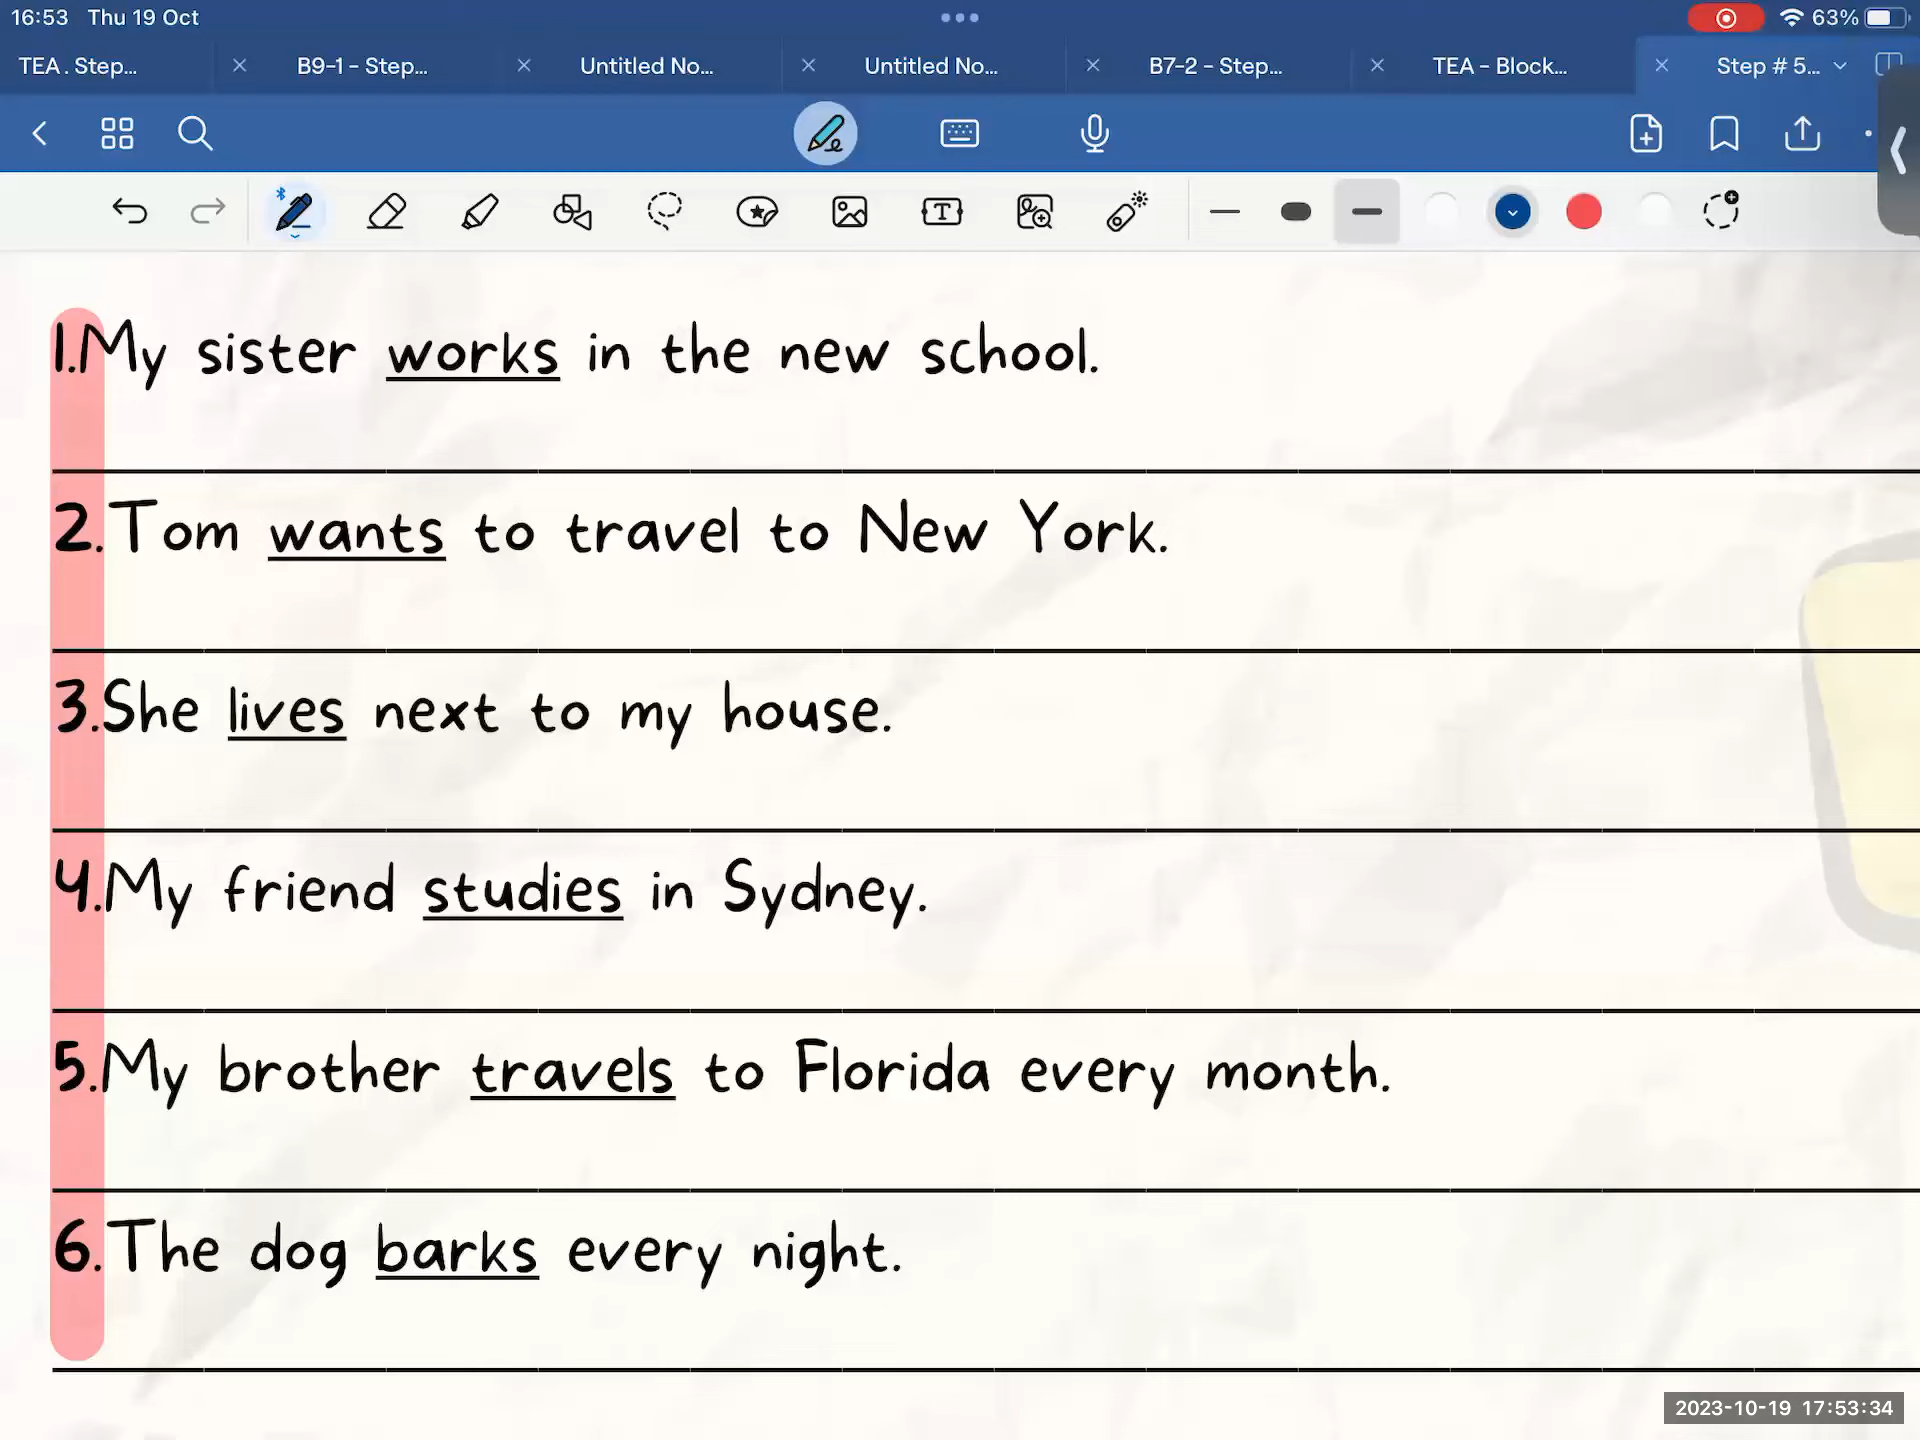 16:53 Thu 19 Oct
63%
TEA . Step...
B9-1 - Step...
Untitled No...
Untitled No...
B7-2 - Step...
TEA - Block...
Step # 5...
1.My sister works in the new school.
2.Tom wants to travel to New York.
3.She lives next to my house.
4.My friend studies in Sydney.
5.My brother travels to Florida every month.
6.The dog barks every night.
2023-10-19 17:53:34